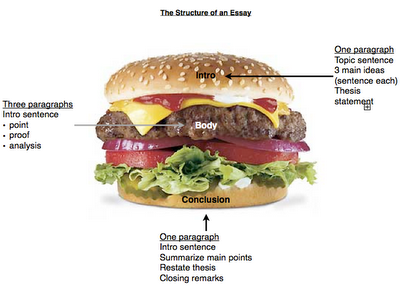 The Structure of an Essay
One paragraph
Topic sentence
3 main ideas
(sentence each)
Thesis
statement
Intro
Three paragraphs
Intro sentence
• point
• proof
• analysis
Body
Conclusion
One paragraph
Intro sentence
Summarize main points
Restate thesis
Closing remarks